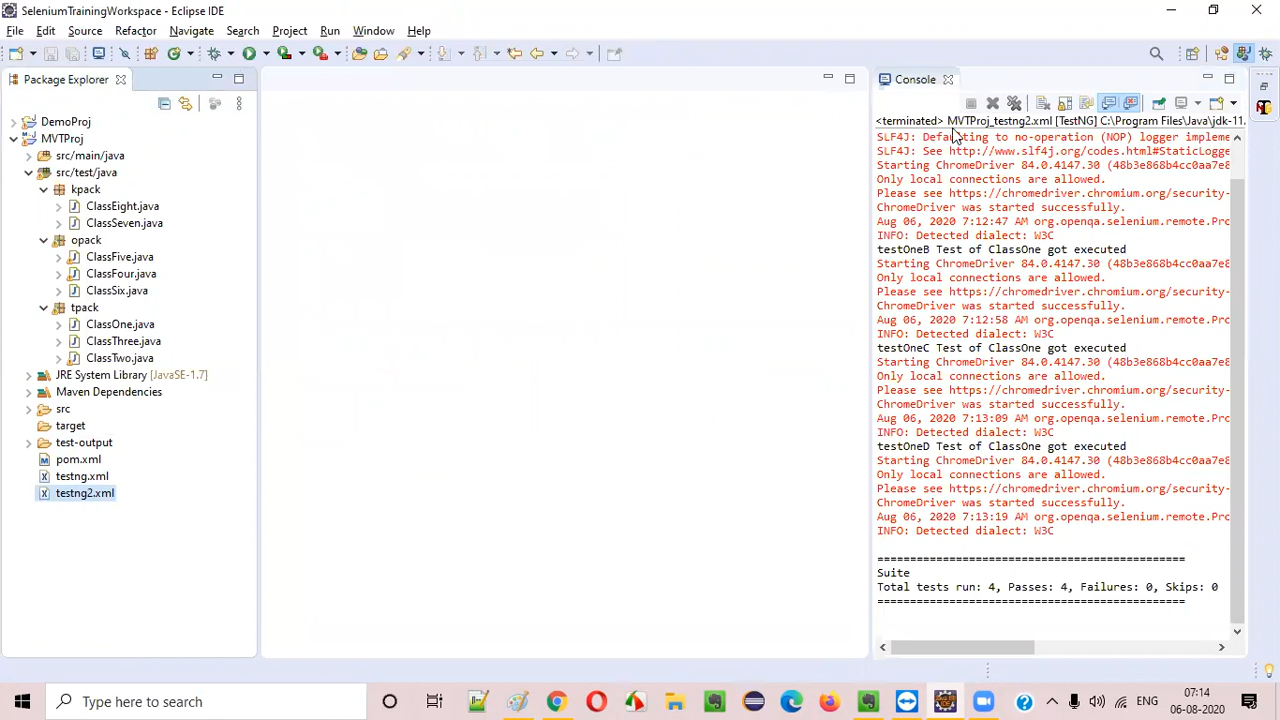 SeleniumTrainingWorkspace - Eclipse IDE
File Edit Source Refactor Navigate Search Project Run Window Help
Package Explorer
DemoProj
MVTProj
src/main/java
src/test/java
kpack
ClassEight.java
ClassSeven.java
opack
ClassFive.java
ClassFour.java
ClassSix.java
tpack
ClassOne.java
ClassThree.java
ClassTwo.java
JRE System Library [JavaSE-1.7]
Maven Dependencies
src
target
test-output
pom.xml
testng.xml
testng2.xml
Console
<terminated> MVTProj_testng2.xml [TestNG] C:\Program Files\Java\jdk-11.
SLF4J: Defaulting to no-operation (NOP) logger impleme
SLF4J: See http://www.slf4j.org/codes.html#StaticLogge
Starting ChromeDriver 84.0.4147.30 (48b3e868b4cc0aa7e8
Only local connections are allowed.
Please see https://chromedriver.chromium.org/security-
ChromeDriver was started successfully.
Aug 06, 2020 7:12:47 AM org.openqa.selenium.remote.Pro
INFO: Detected dialect: W3C
testOneB Test of ClassOne got executed
Starting ChromeDriver 84.0.4147.30 (48b3e868b4cc0aa7e8
Only local connections are allowed.
Please see https://chromedriver.chromium.org/security-
ChromeDriver was started successfully.
Aug 06, 2020 7:12:58 AM org.openqa.selenium.remote.Pro
INFO: Detected dialect: W3C
testOneC Test of ClassOne got executed
Starting ChromeDriver 84.0.4147.30 (48b3e868b4cc0aa7e8
Only local connections are allowed.
Please see https://chromedriver.chromium.org/security-
ChromeDriver was started successfully.
Aug 06, 2020 7:13:09 AM org.openqa.selenium.remote.Pro
INFO: Detected dialect: W3C
testOneD Test of ClassOne got executed
Starting ChromeDriver 84.0.4147.30 (48b3e868b4cc0aa7e8
Only local connections are allowed.
Please see https://chromedriver.chromium.org/security-
ChromeDriver was started successfully.
Aug 06, 2020 7:13:19 AM org.openqa.selenium.remote.Pro
INFO: Detected dialect: W3C
===============================================
Suite
Total tests run: 4, Passes: 4, Failures: 0, Skips: 0
===============================================
Type here to search
ENG
07:14
06-08-2020